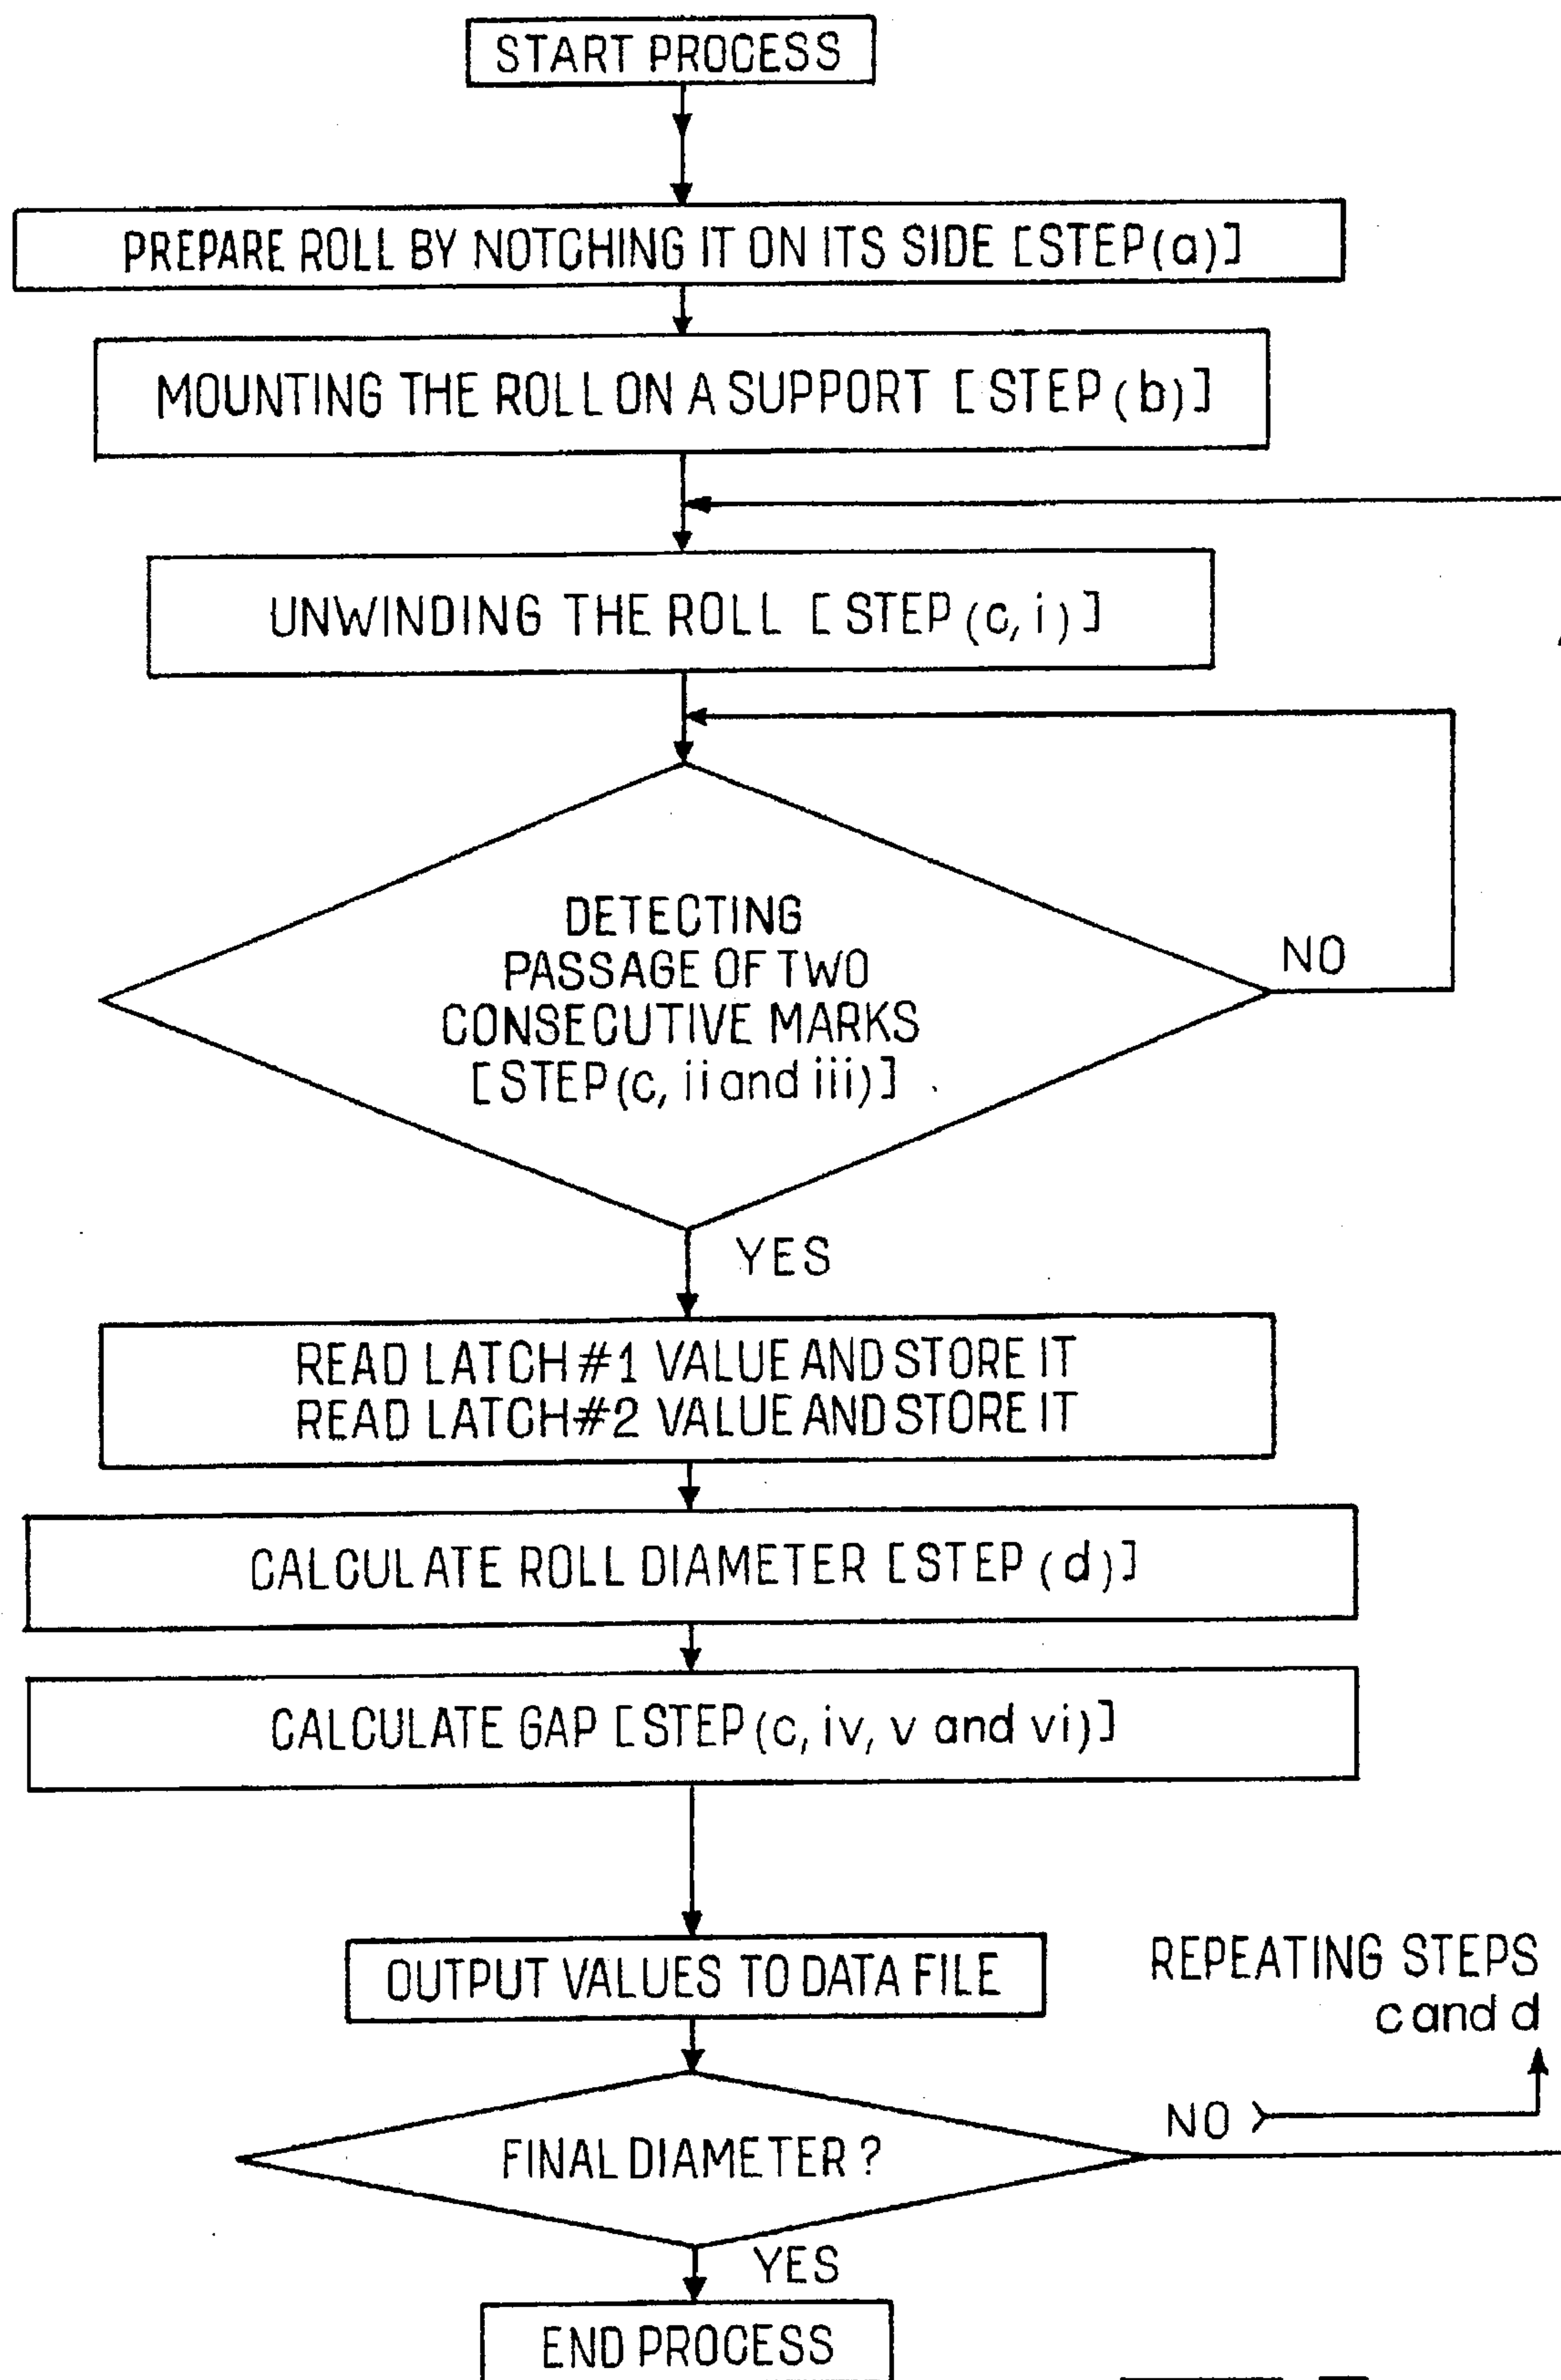 START PROCESS
PREPARE ROLL BY NOTCHING IT ON ITS SIDE [STEP(a)]
MOUNTING THE ROLL ON A SUPPORT [STEP(b)]
UNWINDING THE ROLL [STEP(c,i)]
DETECTING
PASSAGE OF TWO
CONSECUTIVE MARKS
[STEP(c, ii and iii)]
NO
YES
READ LATCH #1 VALUE AND STORE IT
READ LATCH #2 VALUE AND STORE IT
CALCULATE ROLL DIAMETER [STEP(d)]
CALCULATE GAP [STEP(c, iv, v and vi)]
OUTPUT VALUES TO DATA FILE
REPEATING STEPS
c and d
NO
FINAL DIAMETER ?
YES
END PROCESS